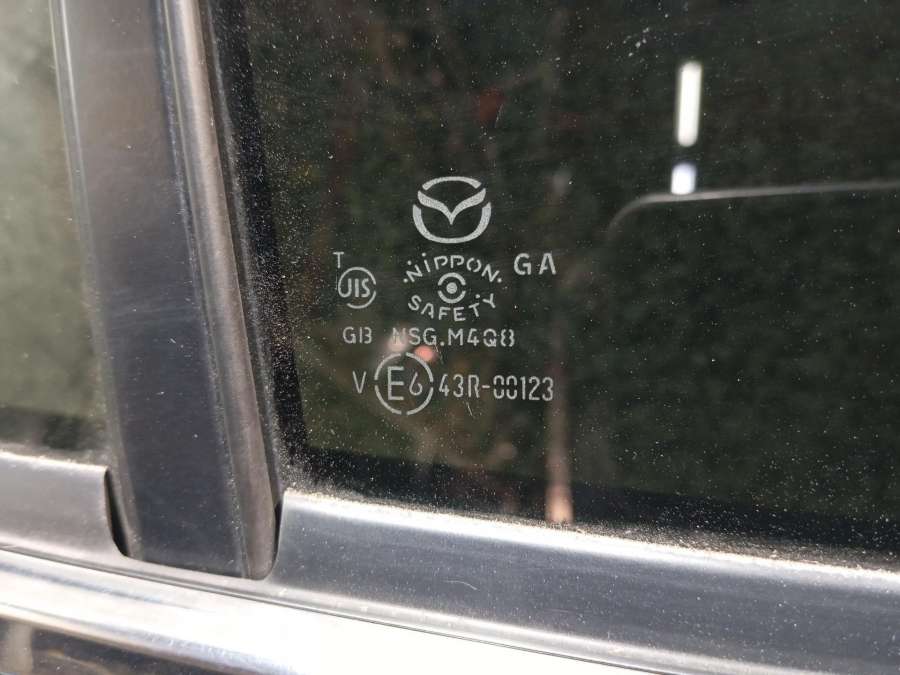 T
JIS
NIPPON
SAFETY
GA
GB NSG.M4Q8
V E6 43R-00123